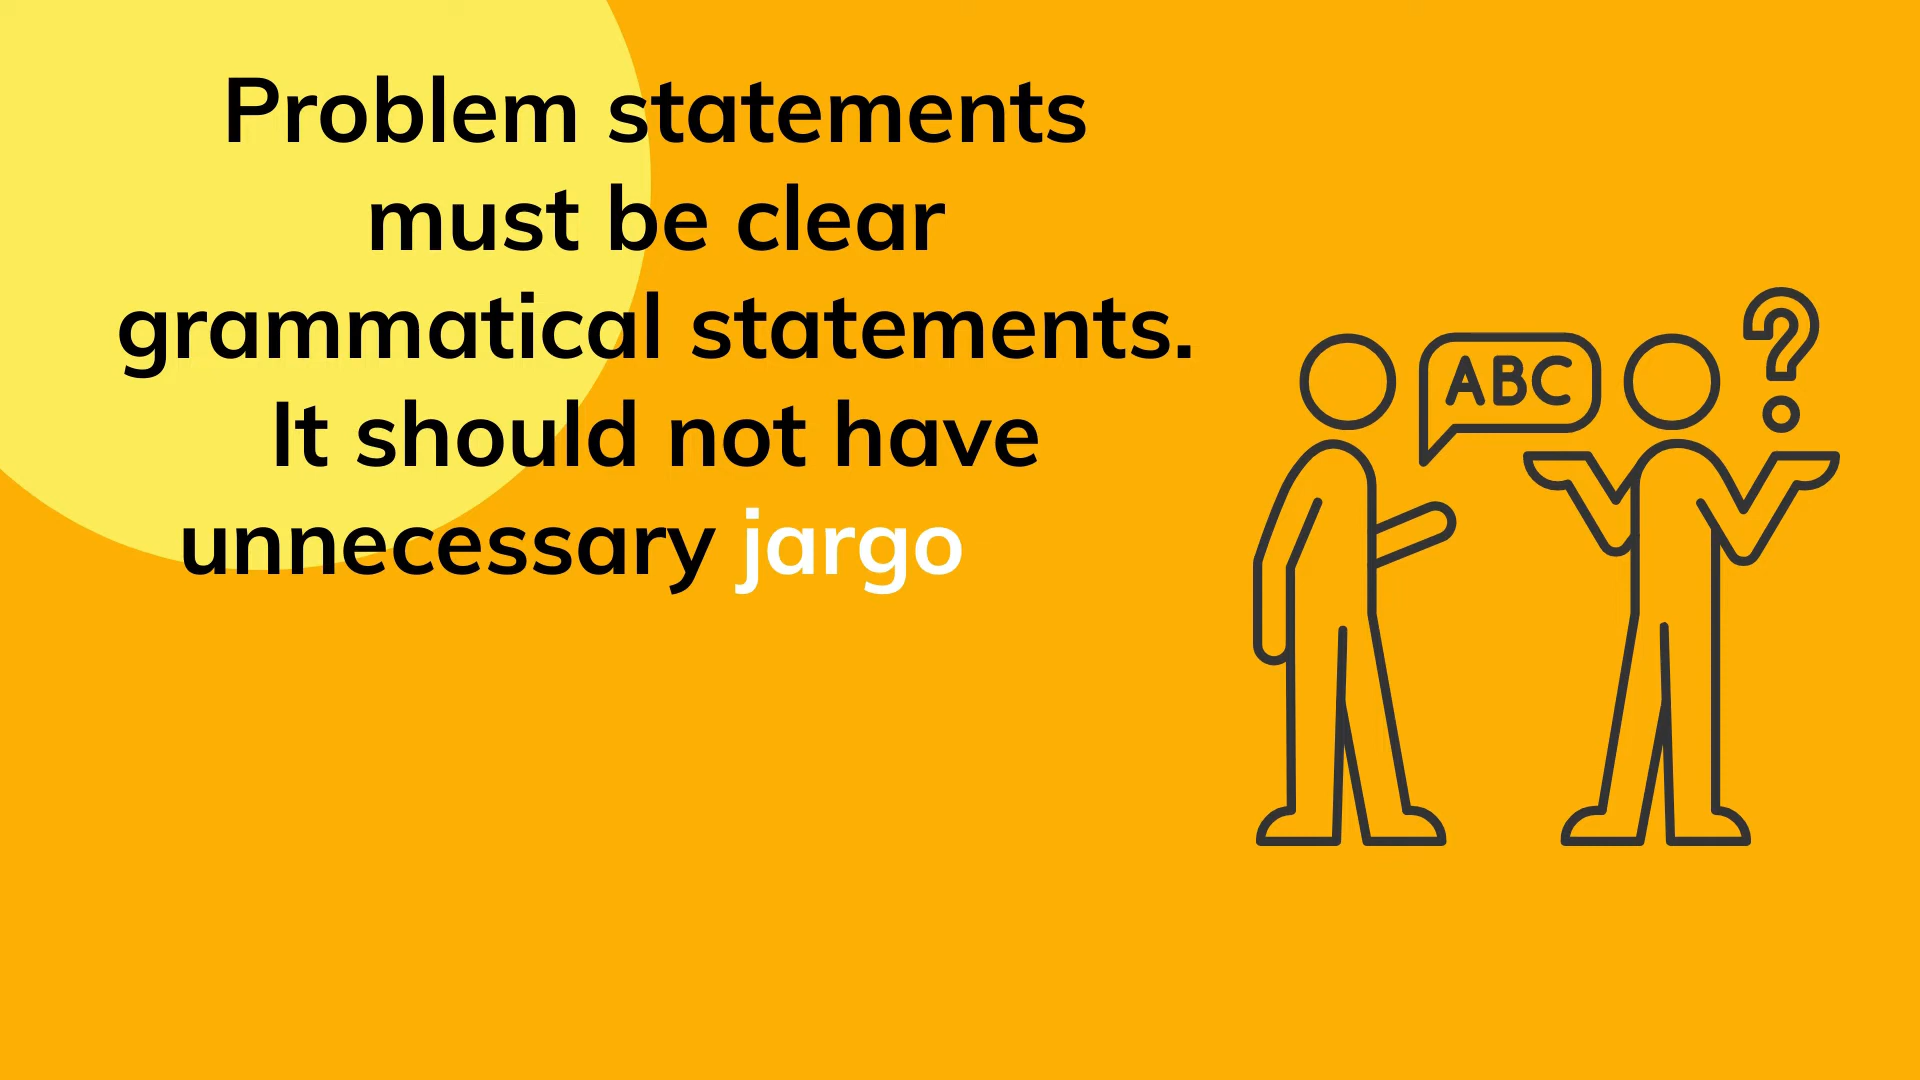 Problem statements
must be clear
grammatical statements.
It should not have
unnecessary jargo
ABC
?